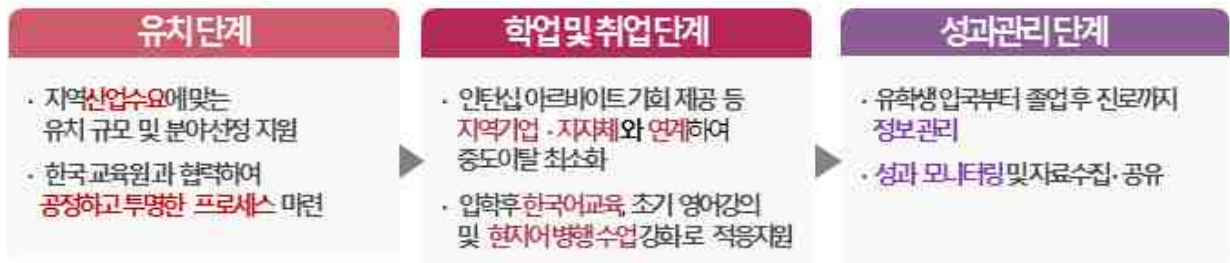 유치 단계
· 지역산업수요에 맞는
유치 규모 및 분야 선정 지원
· 한국교육원과 협력하여
공정하고 투명한 프로세스 마련
학업 및 취업 단계
· 인턴십, 아르바이트 기회 제공 등
지역기업·지자체와 연계하여
중도이탈 최소화
· 입학 후 한국어교육, 초기 영어강의
및 현지어 병행 수업 강화로 적응지원
성과관리 단계
· 유학생 입국부터 졸업 후 진로까지
정보 관리
· 성과 모니터링 및 자료수집·공유